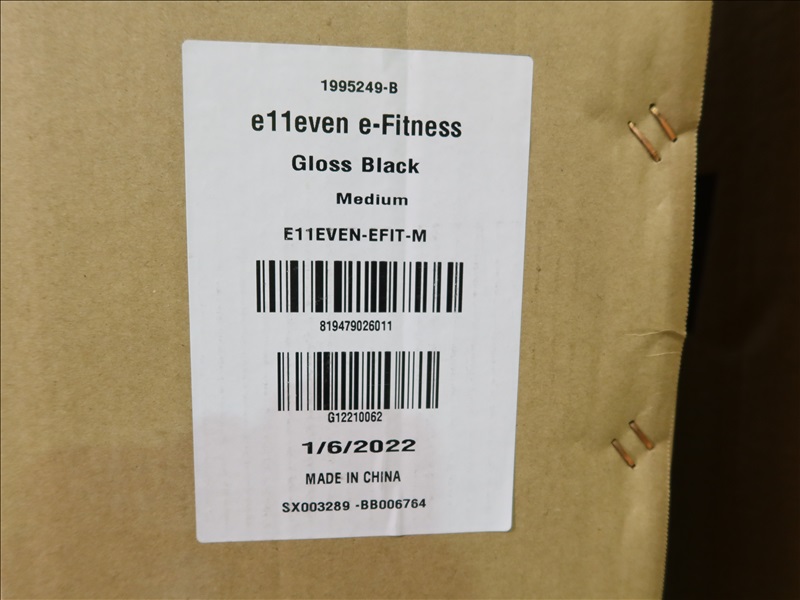 1995249-B
e11even e-Fitness
Gloss Black
Medium
E11EVEN-EFIT-M
819479026011
G12210062
1/6/2022
MADE IN CHINA
SX003289 -BB006764